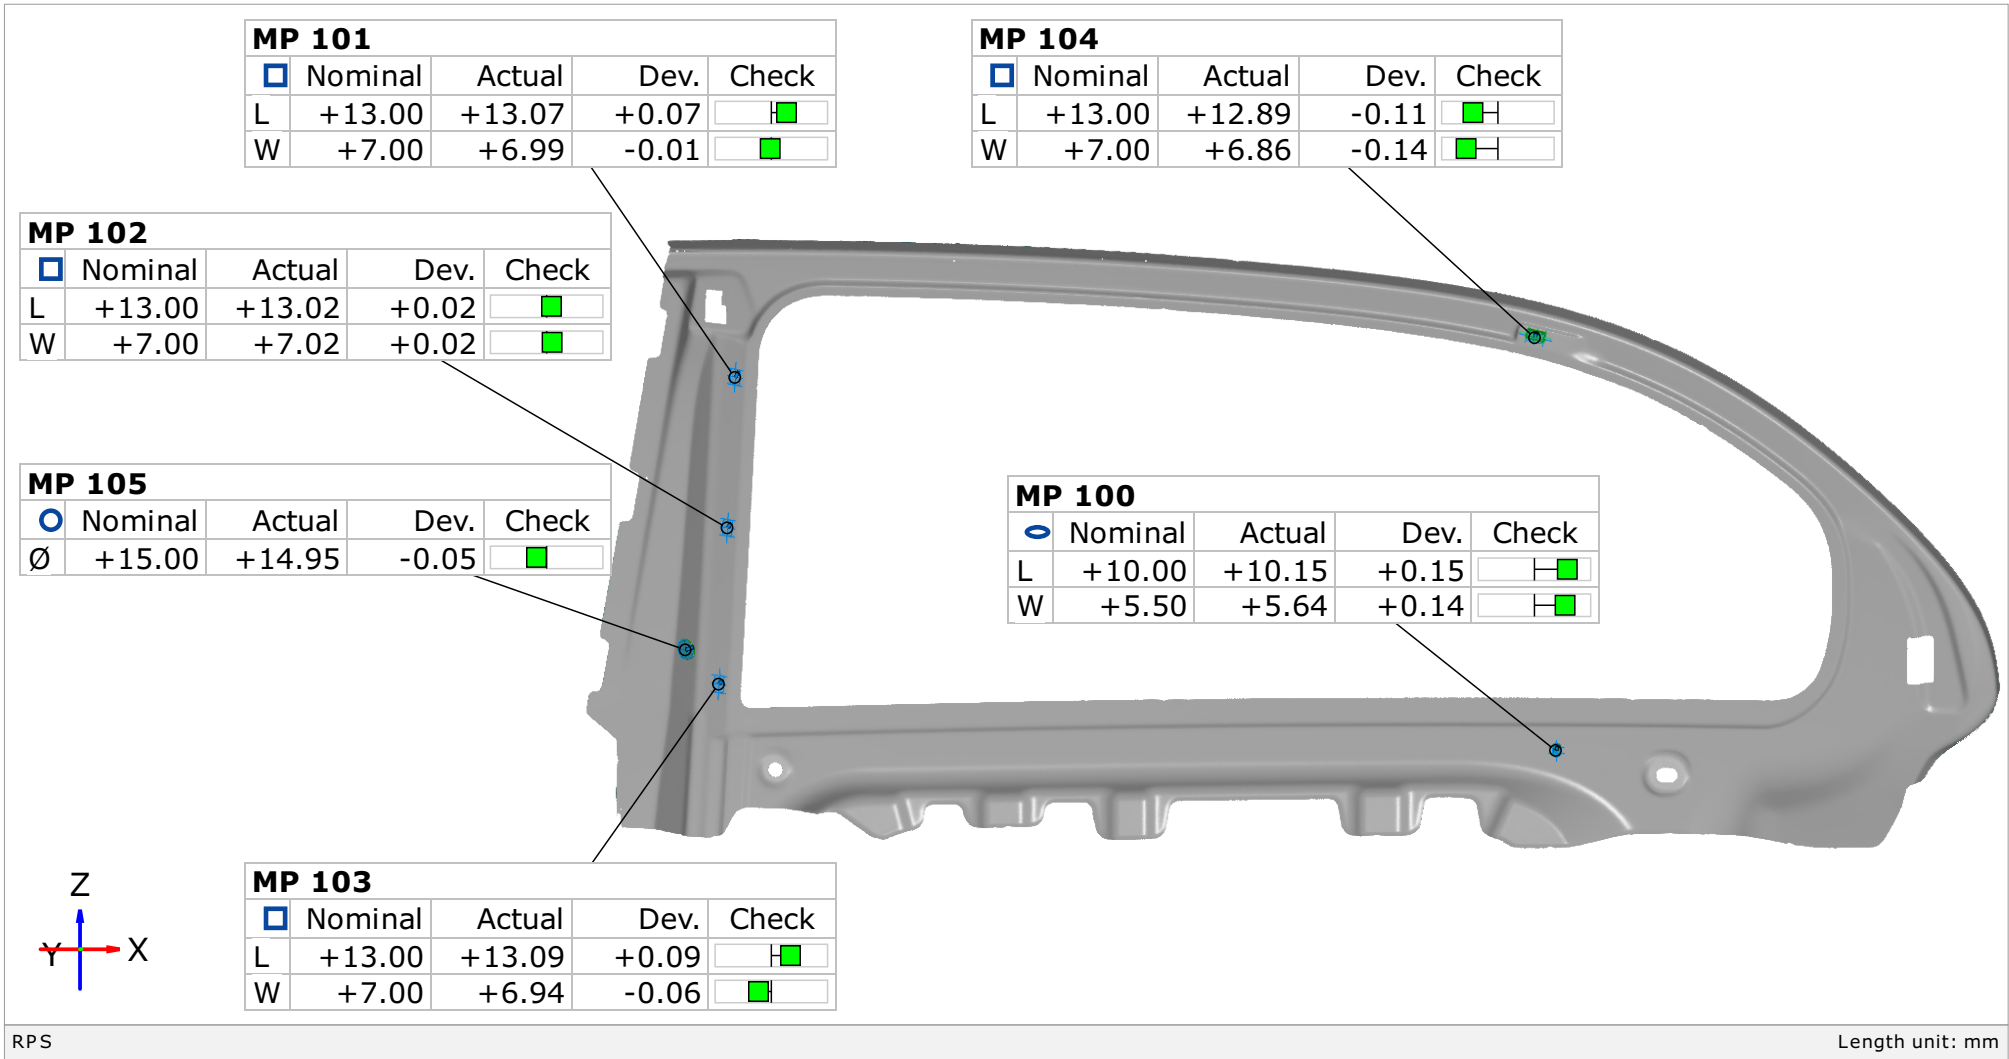 MP 101
Nominal Actual Dev. Check
L +13.00 +13.07 +0.07
W +7.00 +6.99 -0.01
MP 104
Nominal Actual Dev. Check
L +13.00 +12.89 -0.11
W +7.00 +6.86 -0.14
MP 102
Nominal Actual Dev. Check
L +13.00 +13.02 +0.02
W +7.00 +7.02 +0.02
MP 105
Nominal Actual Dev. Check
Ø +15.00 +14.95 -0.05
MP 100
Nominal Actual Dev. Check
L +10.00 +10.15 +0.15
W +5.50 +5.64 +0.14
MP 103
Nominal Actual Dev. Check
L +13.00 +13.09 +0.09
W +7.00 +6.94 -0.06
Z
Y X
RPS
Length unit: mm